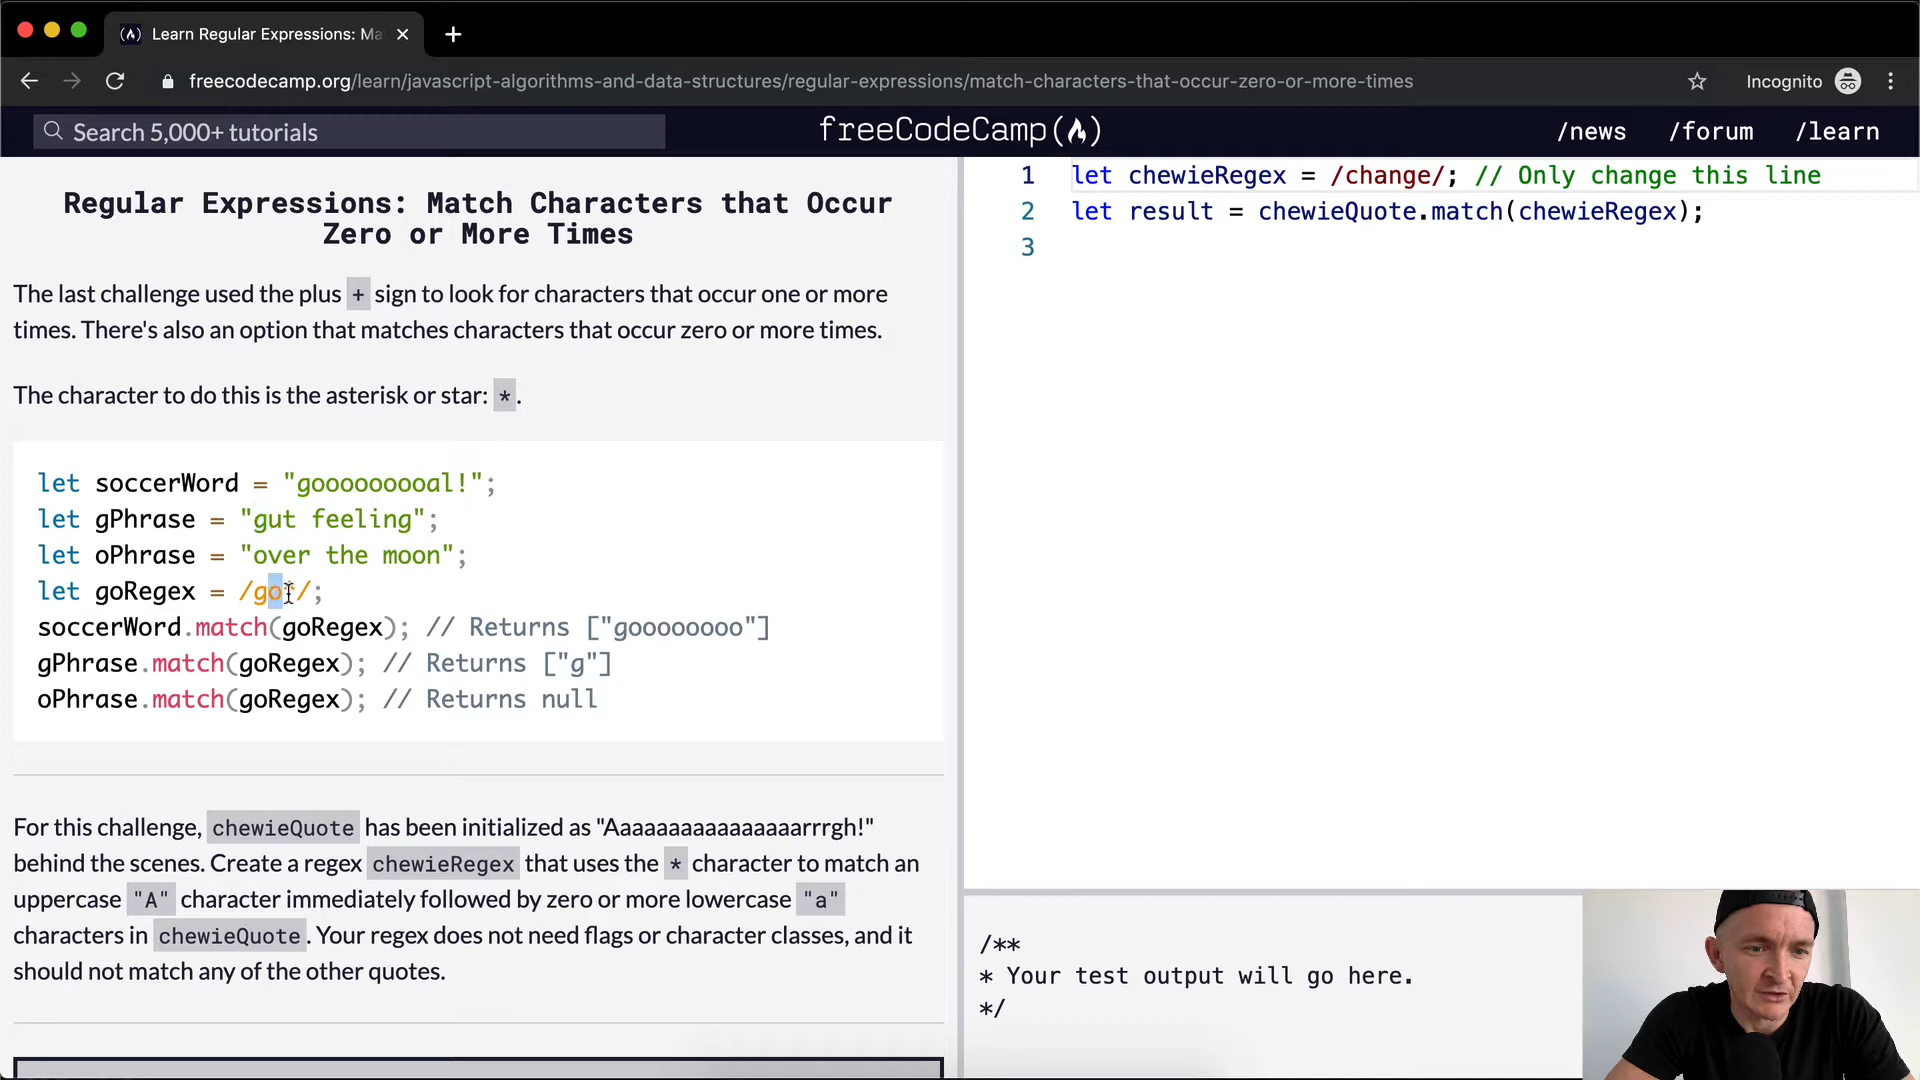 Learn Regular Expressions: Ma
freecodecamp.org/learn/javascript-algorithms-and-data-structures/regular-expressions/match-characters-that-occur-zero-or-more-times
Incognito
Search 5,000+ tutorials
freeCodeCamp
/news
/forum
/learn
Regular Expressions: Match Characters that Occur
Zero or More Times
The last challenge used the plus + sign to look for characters that occur one or more
times. There's also an option that matches characters that occur zero or more times.
The character to do this is the asterisk or star: *.
let soccerWord = "gooooooooal!";
let gPhrase = "gut feeling";
let oPhrase = "over the moon";
let goRegex = /go*/;
soccerWord.match(goRegex); // Returns ["goooooooo"]
gPhrase.match(goRegex); // Returns ["g"]
oPhrase.match(goRegex); // Returns null
For this challenge, chewieQuote has been initialized as "Aaaaaaaaaaaaaaaarrrgh!"
behind the scenes. Create a regex chewieRegex that uses the * character to match an
uppercase "A" character immediately followed by zero or more lowercase "a"
characters in chewieQuote. Your regex does not need flags or character classes, and it
should not match any of the other quotes.
1 let chewieRegex = /change/; // Only change this line
2 let result = chewieQuote.match(chewieRegex);
3
/**
* Your test output will go here.
*/